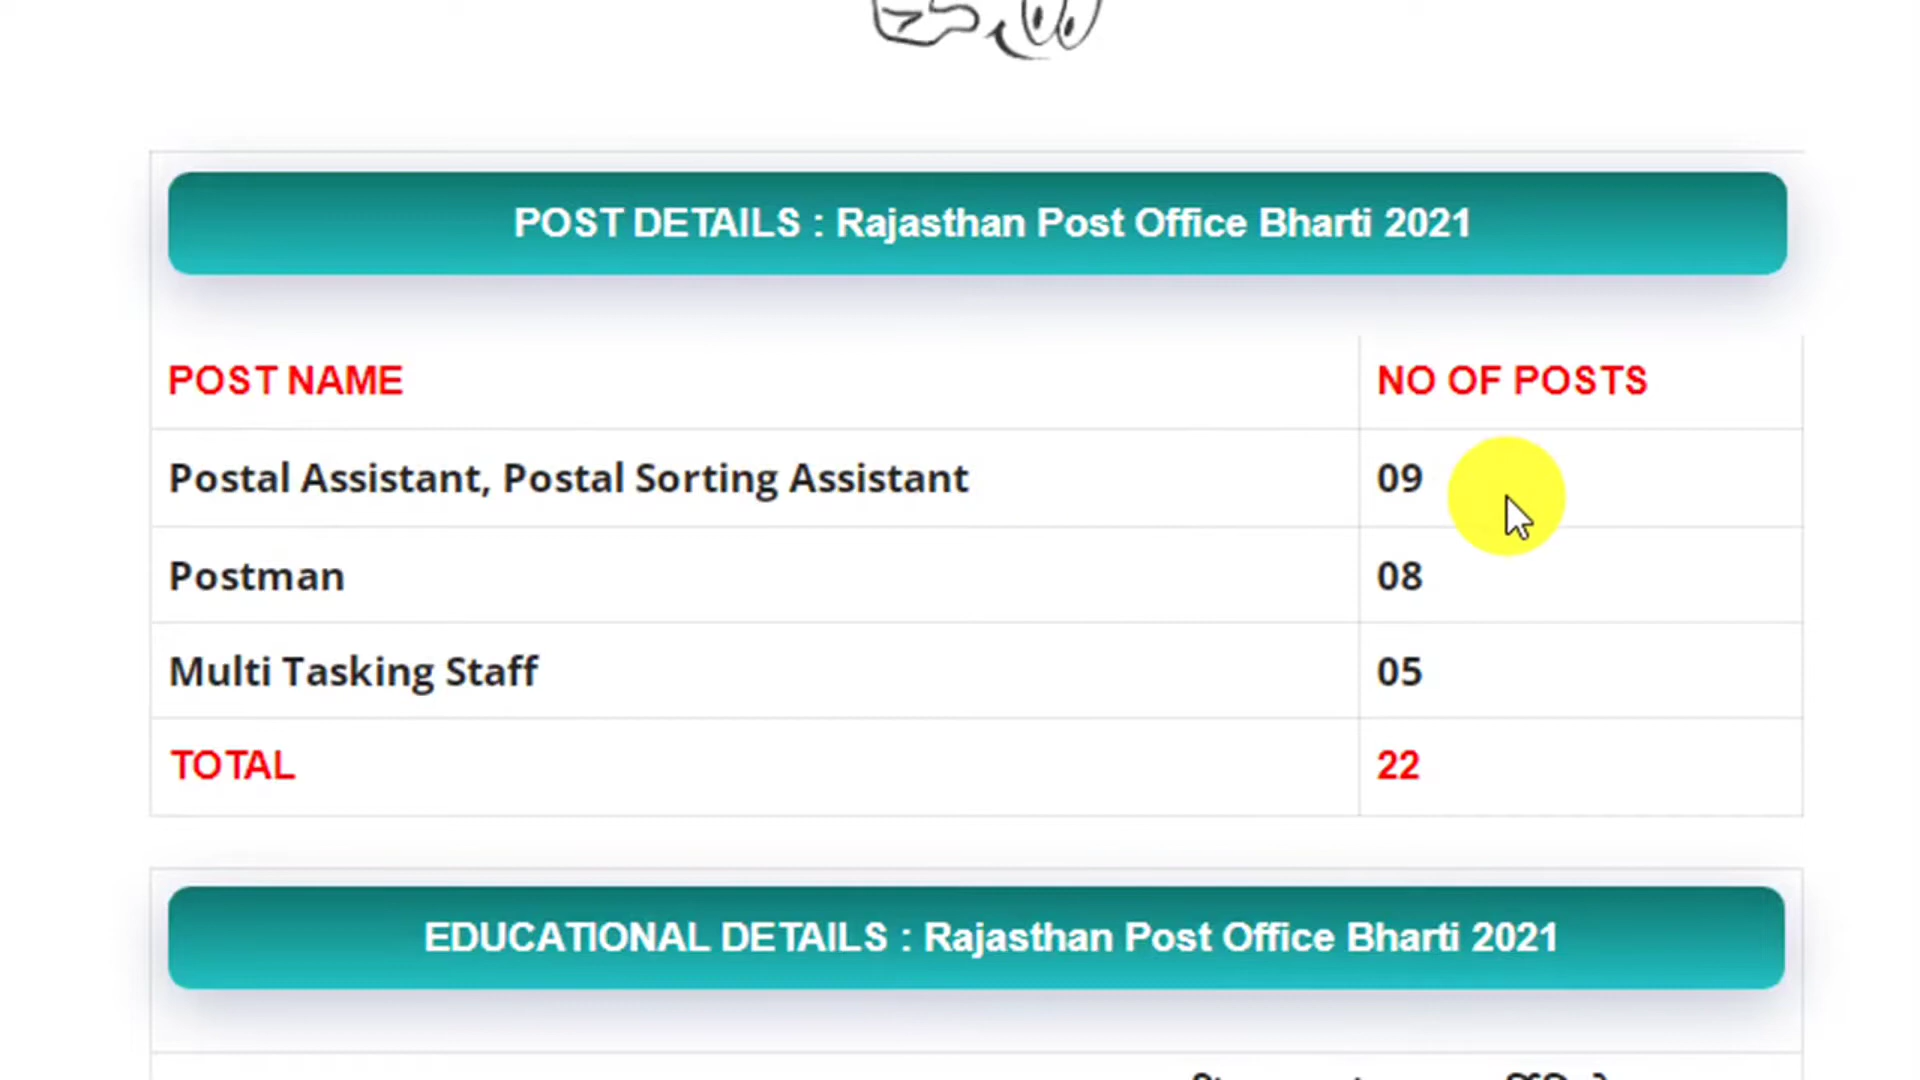 POST DETAILS : Rajasthan Post Office Bharti 2021
POST NAME NO OF POSTS
Postal Assistant, Postal Sorting Assistant 09
Postman 08
Multi Tasking Staff 05
TOTAL 22
EDUCATIONAL DETAILS : Rajasthan Post Office Bharti 2021